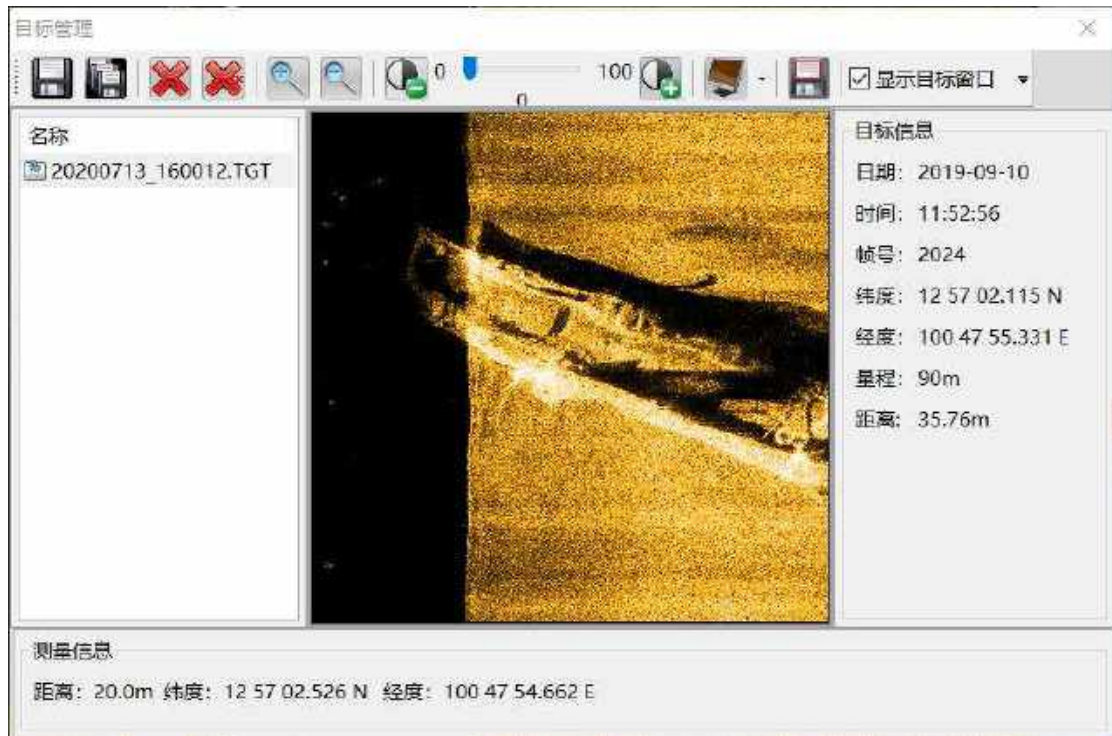 目标管理
0 100 显示目标窗口
0
名称
20200713_160012.TGT
目标信息
日期: 2019-09-10
时间: 11:52:56
帧号: 2024
纬度: 12 57 02.115 N
经度: 100 47 55.331 E
量程: 90m
距离: 35.76m
测量信息
距离: 20.0m 纬度: 12 57 02.526 N 经度: 100 47 54.662 E